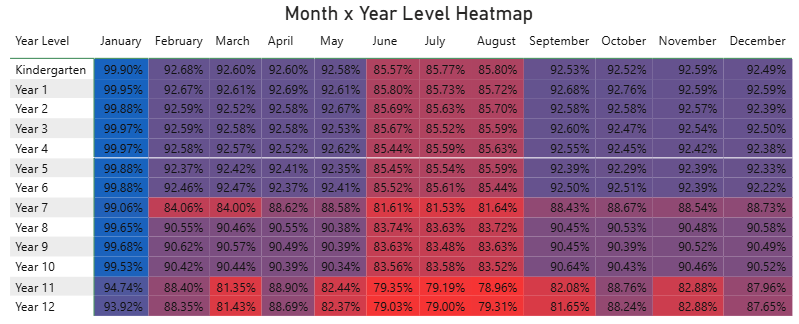 Month x Year Level Heatmap
Year Level January February March April May June July August September October November December
Kindergarten 99.90% 92.68% 92.60% 92.60% 92.58% 85.57% 85.77% 85.80% 92.53% 92.52% 92.59% 92.49%
Year 1 99.95% 92.67% 92.61% 92.69% 92.61% 85.80% 85.73% 85.72% 92.68% 92.76% 92.59% 92.59%
Year 2 99.88% 92.59% 92.52% 92.58% 92.67% 85.69% 85.63% 85.70% 92.58% 92.58% 92.57% 92.39%
Year 3 99.97% 92.59% 92.58% 92.58% 92.53% 85.67% 85.52% 85.59% 92.60% 92.47% 92.54% 92.50%
Year 4 99.97% 92.58% 92.57% 92.52% 92.62% 85.44% 85.59% 85.63% 92.55% 92.45% 92.42% 92.38%
Year 5 99.88% 92.37% 92.42% 92.41% 92.35% 85.45% 85.54% 85.59% 92.39% 92.29% 92.39% 92.33%
Year 6 99.88% 92.46% 92.47% 92.37% 92.41% 85.52% 85.61% 85.44% 92.50% 92.51% 92.39% 92.22%
Year 7 99.06% 84.06% 84.00% 88.62% 88.58% 81.61% 81.53% 81.64% 88.43% 88.67% 88.54% 88.73%
Year 8 99.65% 90.55% 90.46% 90.55% 90.38% 83.74% 83.63% 83.72% 90.45% 90.53% 90.48% 90.58%
Year 9 99.68% 90.62% 90.57% 90.49% 90.39% 83.63% 83.48% 83.63% 90.45% 90.39% 90.52% 90.49%
Year 10 99.53% 90.42% 90.44% 90.39% 90.34% 83.56% 83.58% 83.52% 90.64% 90.43% 90.46% 90.52%
Year 11 94.74% 88.40% 81.35% 88.90% 82.44% 79.35% 79.19% 78.96% 82.08% 88.76% 82.88% 87.96%
Year 12 93.92% 88.35% 81.43% 88.69% 82.37% 79.03% 79.00% 79.31% 81.65% 88.24% 82.88% 87.65%